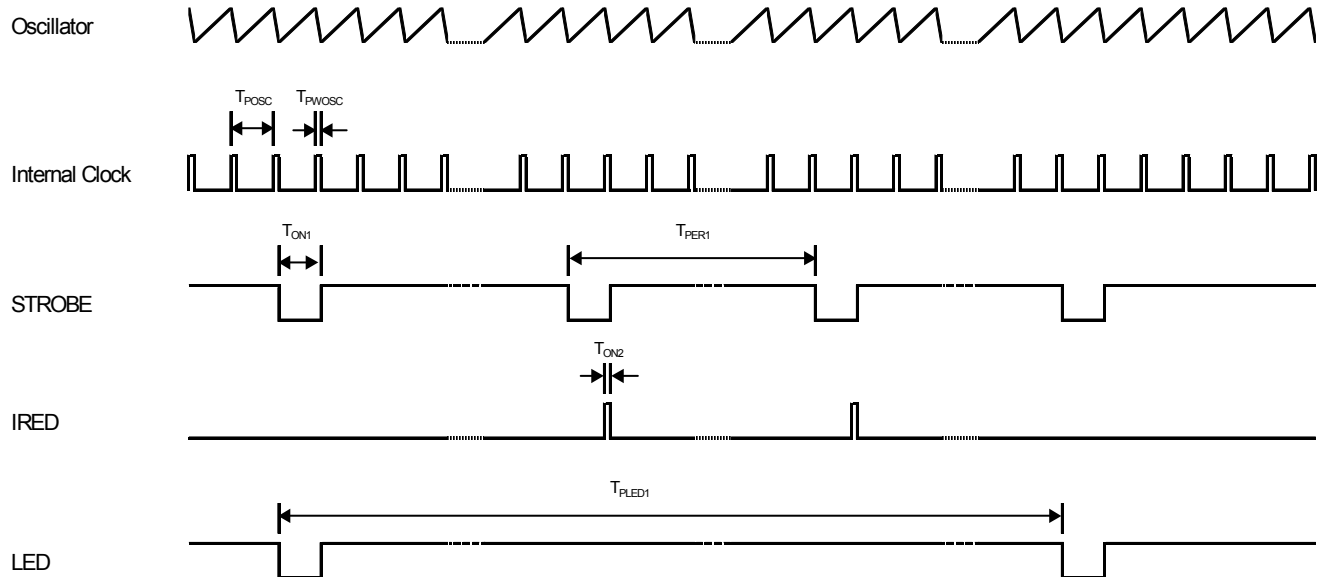 Oscillator
TPOSC TPWOSC
Internal Clock
TON1 TPER1
STROBE
TON2
IRED
TPLED1
LED